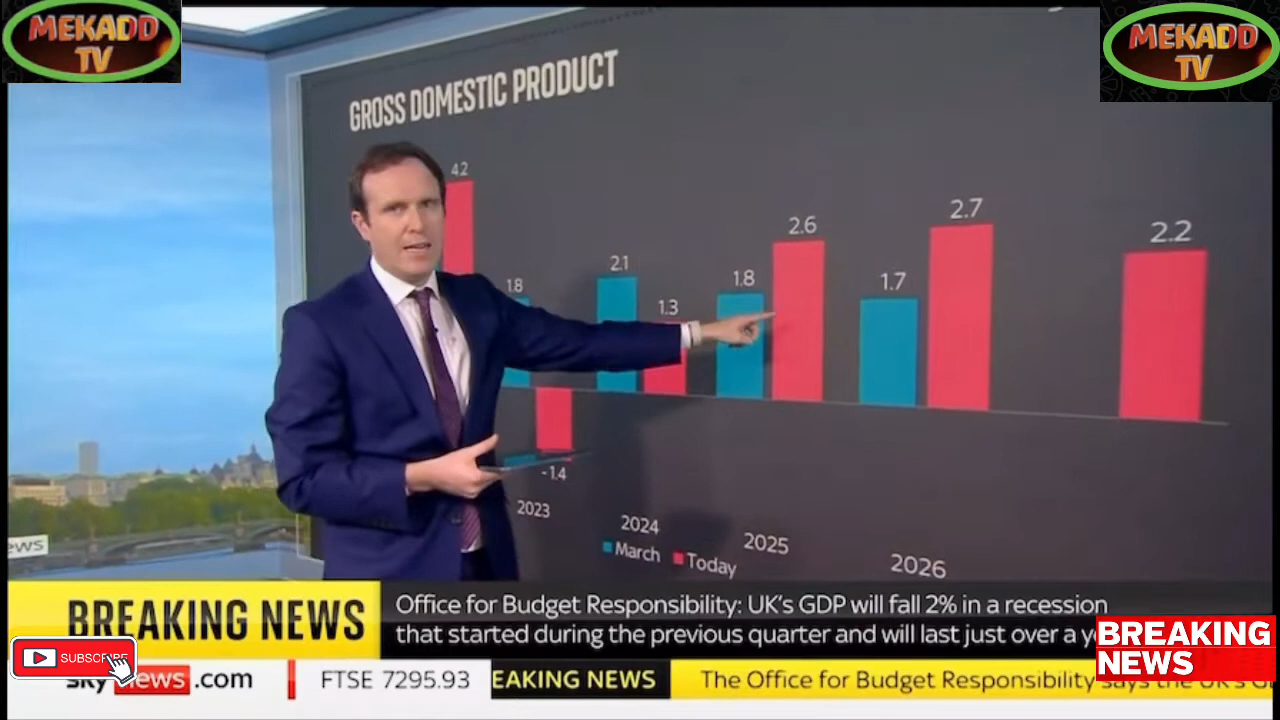 MEKADD
TV
MEKADD
TV
GROSS DOMESTIC PRODUCT
4.2
1.8
2.1
1.3
1.8
2.6
1.7
2.7
2.2
-1.4
2023
2024
2025
2026
March
Today
ews
BREAKING NEWS
Office for Budget Responsibility: UK's GDP will fall 2% in a recession
that started during the previous quarter and will last just over a
BREAKING
NEWS
SUBSCRIBE
sky news .com
FTSE 7295.93
EAKING NEWS
The Office for Budget Responsibility says the UK's